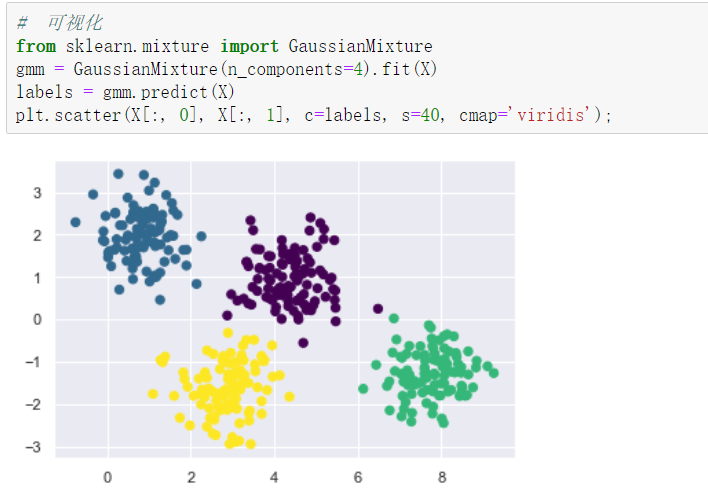 # 可视化
from sklearn.mixture import GaussianMixture
gmm = GaussianMixture(n_components=4).fit(X)
labels = gmm.predict(X)
plt.scatter(X[:, 0], X[:, 1], c=labels, s=40, cmap='viridis');
3
2
1
0
−1
−2
−3
0 2 4 6 8